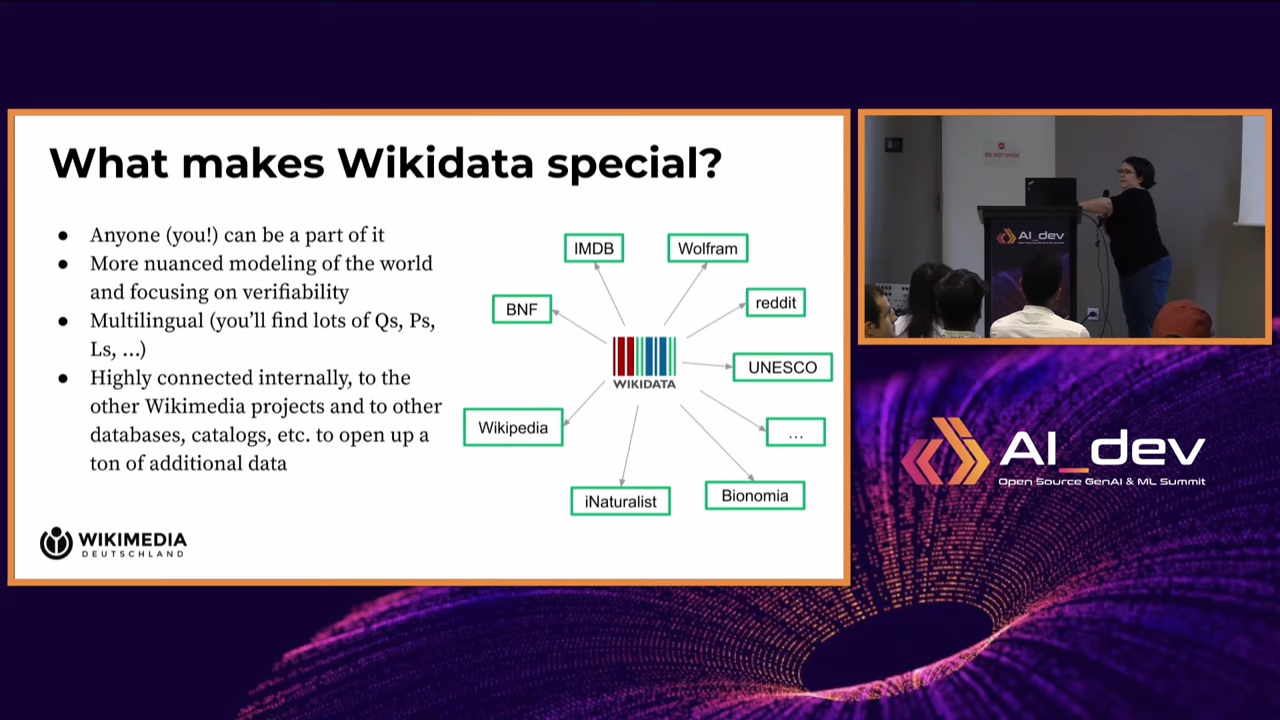 What makes Wikidata special?
● Anyone (you!) can be a part of it
● More nuanced modeling of the world
and focusing on verifiability
● Multilingual (you’ll find lots of Qs, Ps,
Ls, …)
● Highly connected internally, to the
other Wikimedia projects and to other
databases, catalogs, etc. to open up a
ton of additional data
IMDB
Wolfram
BNF
reddit
WIKIDATA
UNESCO
Wikipedia
...
iNaturalist
Bionomia
WIKIMEDIA
DEUTSCHLAND
DO NOT OPEN
AI_dev
AI_dev
Open Source GenAI & ML Summit